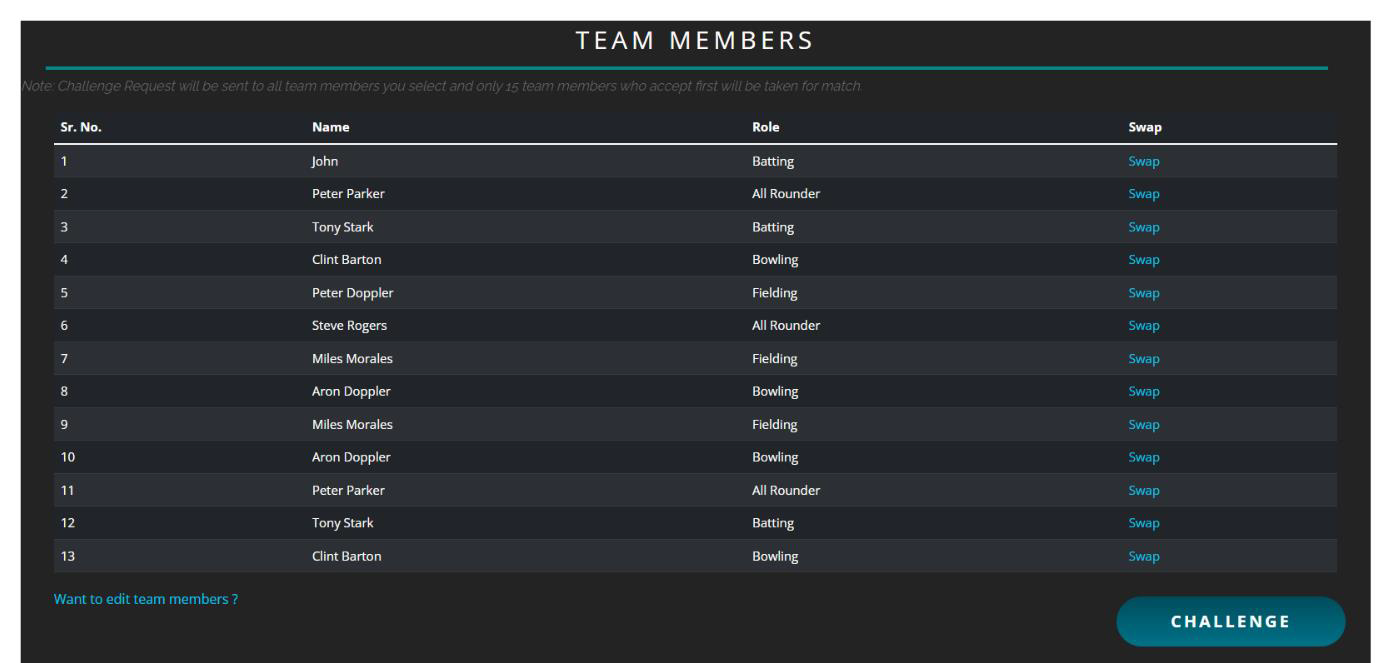 TEAM MEMBERS
Note: Challenge Request will be sent to all team members you select and only 15 team members who accept first will be taken for match.
Sr. No. Name Role Swap
1 John Batting Swap
2 Peter Parker All Rounder Swap
3 Tony Stark Batting Swap
4 Clint Barton Bowling Swap
5 Peter Doppler Fielding Swap
6 Steve Rogers All Rounder Swap
7 Miles Morales Fielding Swap
8 Aron Doppler Bowling Swap
9 Miles Morales Fielding Swap
10 Aron Doppler Bowling Swap
11 Peter Parker All Rounder Swap
12 Tony Stark Batting Swap
13 Clint Barton Bowling Swap
Want to edit team members ?
CHALLENGE